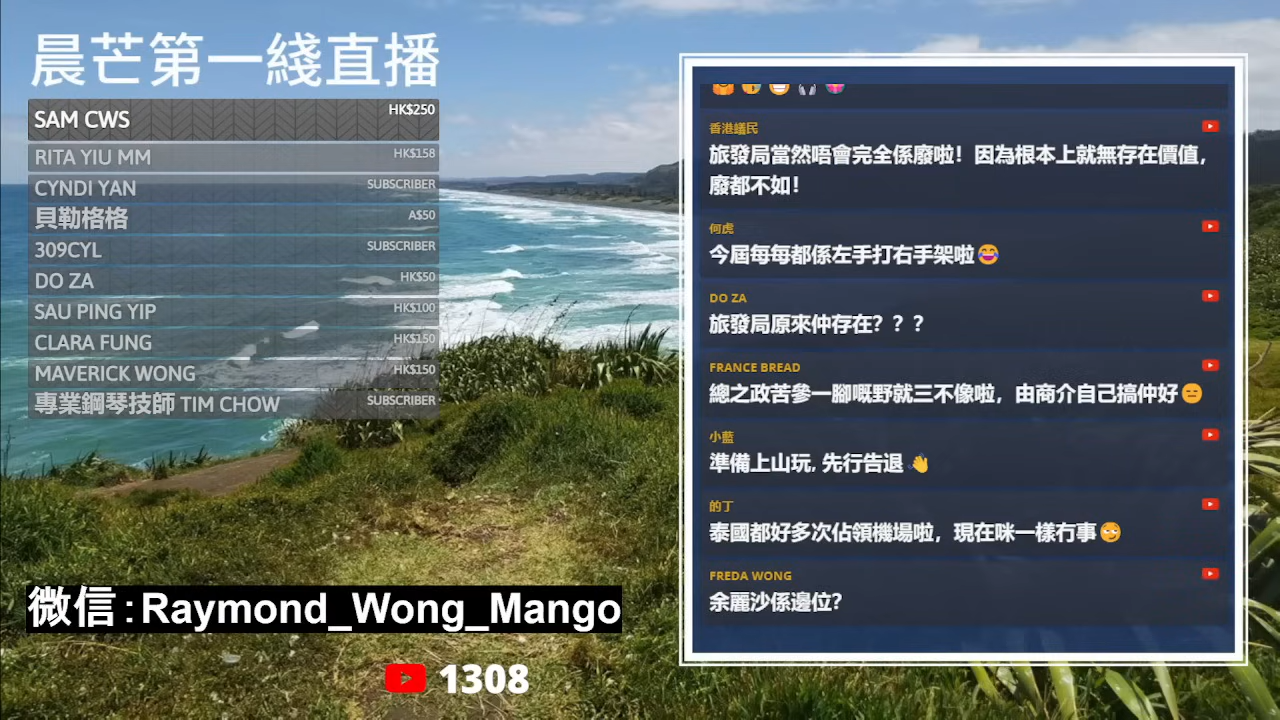 晨芒第一綫直播
SAM CWS HK$250
RITA YIU MM HK$158
CYNDI YAN SUBSCRIBER
貝勒格格 A$50
309CYL SUBSCRIBER
DO ZA HK$50
SAU PING YIP HK$100
CLARA FUNG HK$150
MAVERICK WONG HK$150
專業鋼琴技師 TIM CHOW SUBSCRIBER
微信:Raymond_Wong_Mango
1308
香港蟻民
旅發局當然唔會完全係廢啦！因為根本上就無存在價值，
廢都不如！
何虎
今屆每每都係左手打右手架啦😂
DO ZA
旅發局原來仲存在？？？
FRANCE BREAD
總之政苦參一腳嘅野就三不像啦，由商介自己搞仲好😑
小藍
準備上山玩, 先行告退👋
的丁
泰國都好多次佔領機場啦，現在咪一樣冇事🙄
FREDA WONG
余麗沙係邊位?